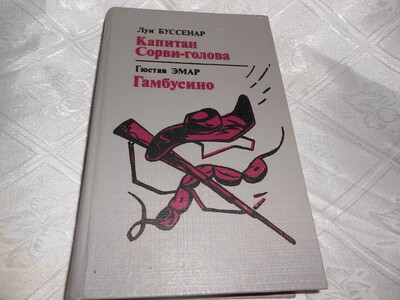 Луи БУССЕНАР
Капитан
Сорви-голова
Гюстав ЭМАР
Гамбусино